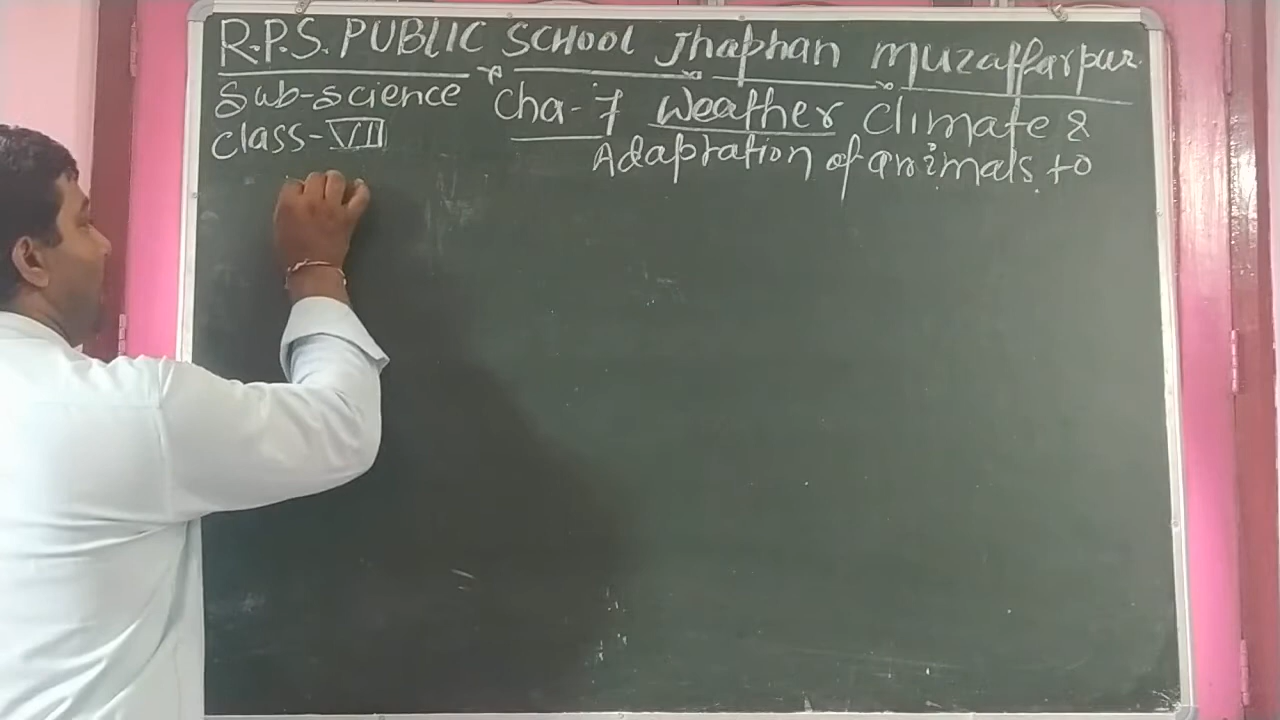 R.P.S. PUBLIC SCHOOL Jhaphan Muzaffarpur.
Sub-science Cha-7 Weather Climate &
Class-VII Adaptation of animals to